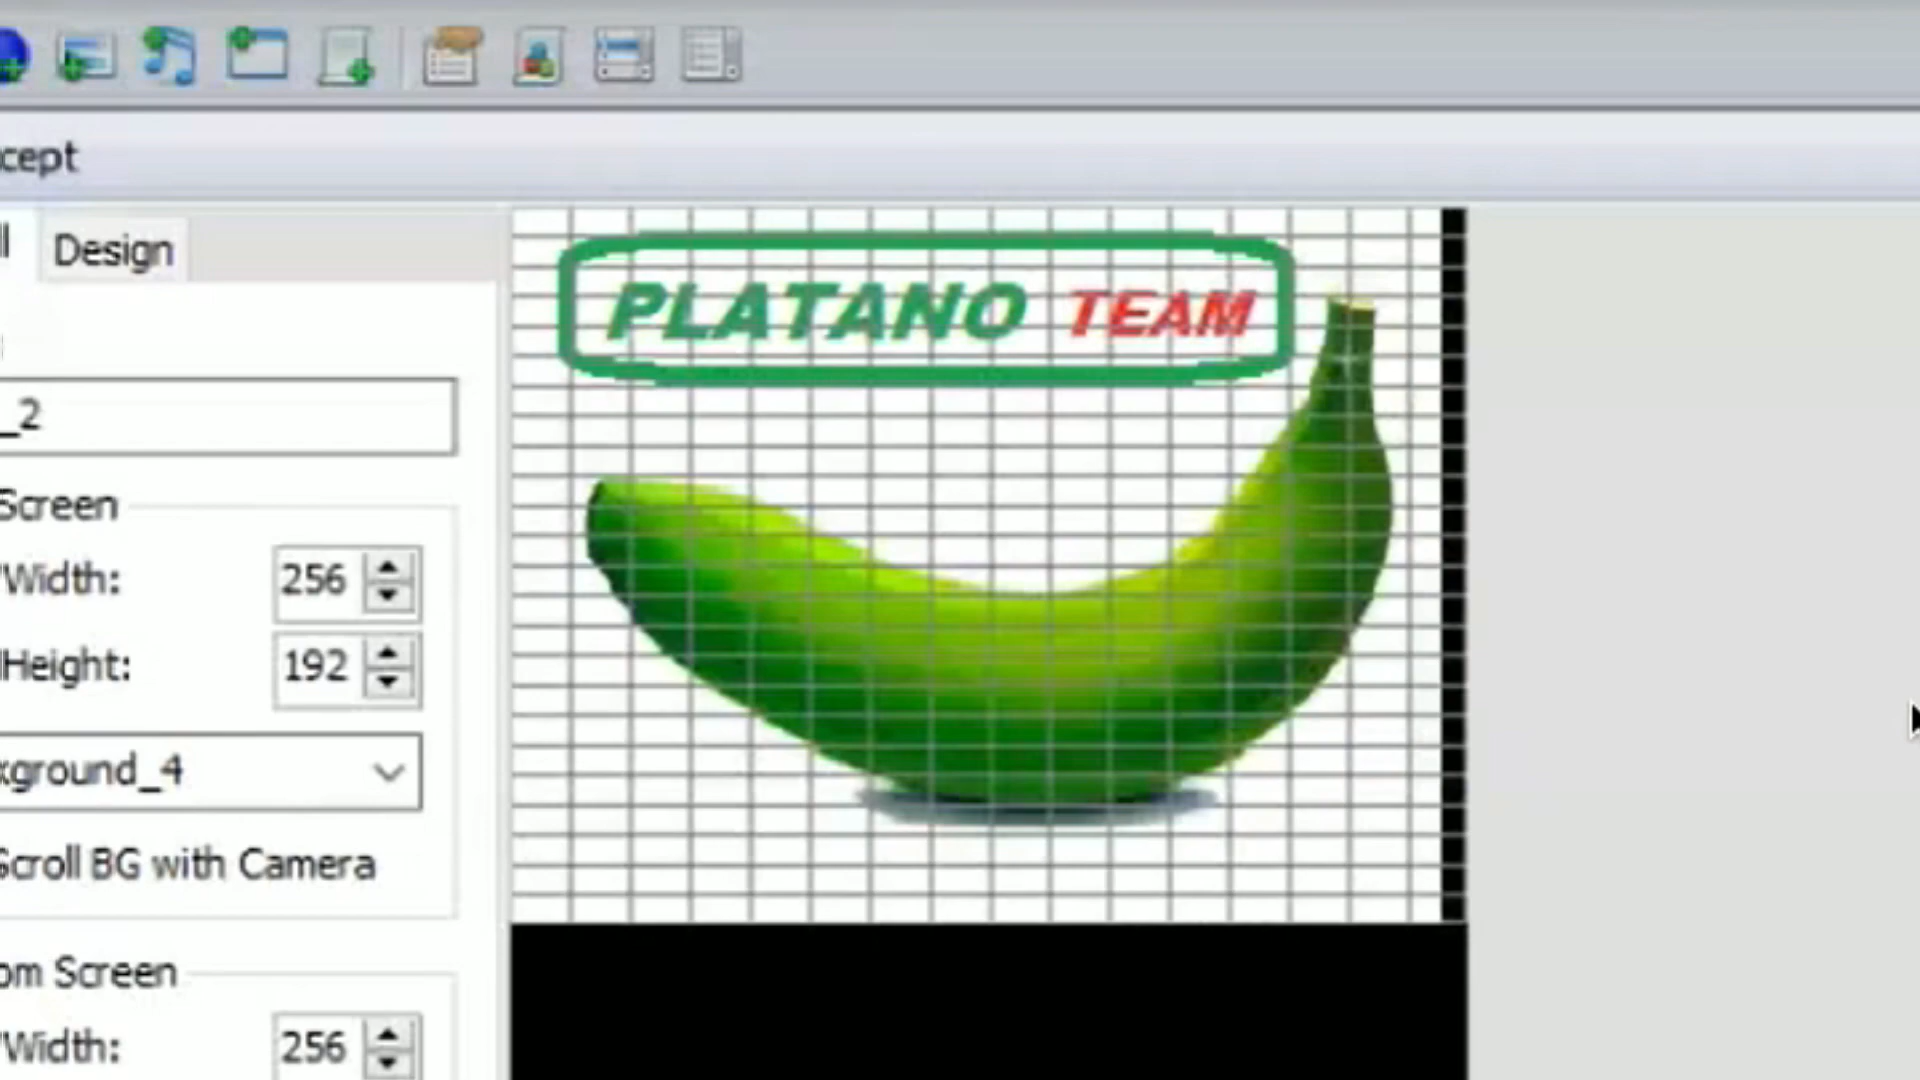 cept
Design
_2
Screen
Width:
256
Height:
192
kground_4
Scroll BG with Camera
om Screen
Width:
256
PLATANO TEAM